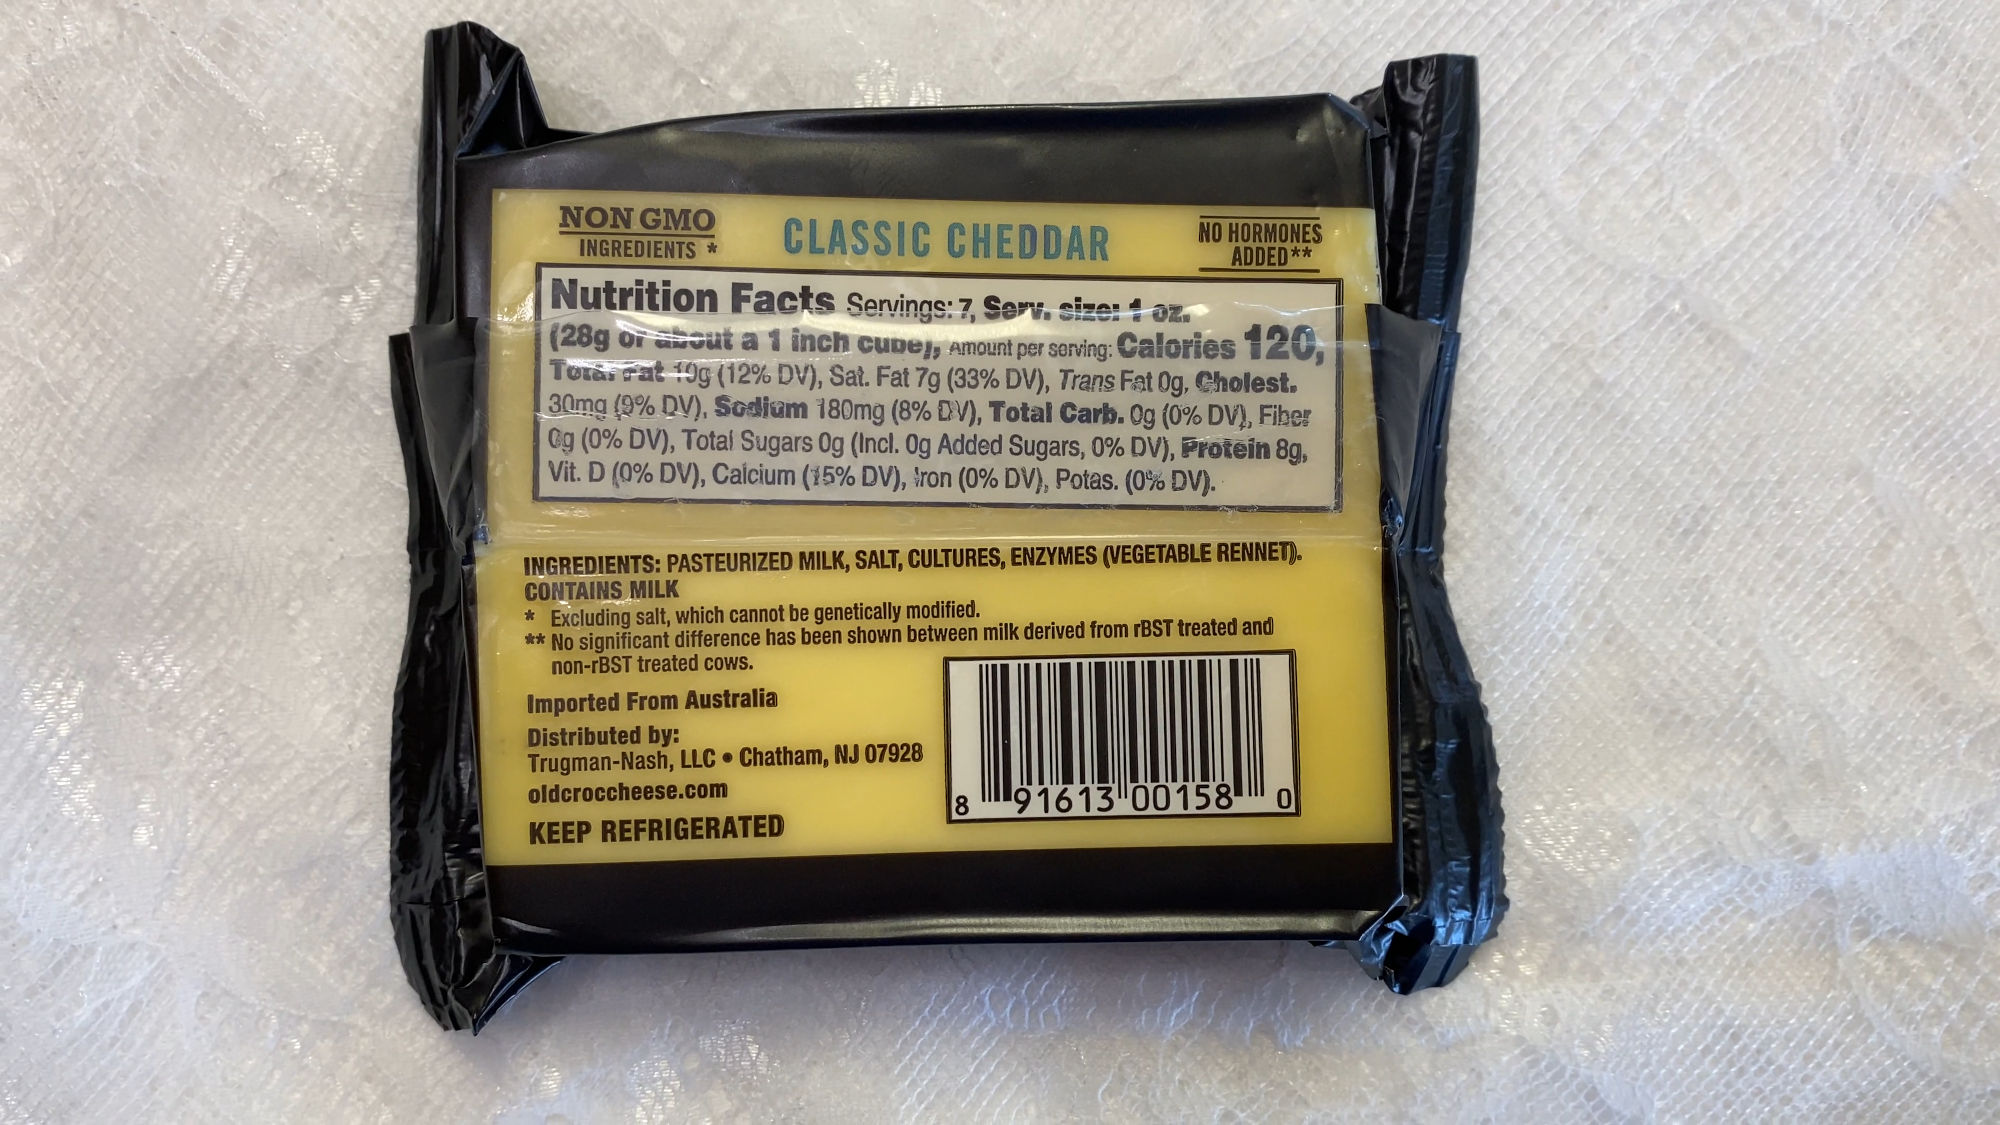 NON GMO
INGREDIENTS *
CLASSIC CHEDDAR
NO HORMONES
ADDED**
Nutrition Facts Servings: 7, Serv. size: 1 oz.
(28g or about a 1 inch cube), Amount per serving: Calories 120,
Total Fat 10g (12% DV), Sat. Fat 7g (33% DV), Trans Fat 0g, Cholest.
30mg (9% DV), Sodium 180mg (8% DV), Total Carb. 0g (0% DV), Fiber
0g (0% DV), Total Sugars 0g (Incl. 0g Added Sugars, 0% DV), Protein 8g,
Vit. D (0% DV), Calcium (15% DV), Iron (0% DV), Potas. (0% DV).
INGREDIENTS: PASTEURIZED MILK, SALT, CULTURES, ENZYMES (VEGETABLE RENNET).
CONTAINS MILK
* Excluding salt, which cannot be genetically modified.
** No significant difference has been shown between milk derived from rBST treated and
non-rBST treated cows.
Imported From Australia
Distributed by:
Trugman-Nash, LLC • Chatham, NJ 07928
oldcroccheese.com
KEEP REFRIGERATED
8 91613 00158 0